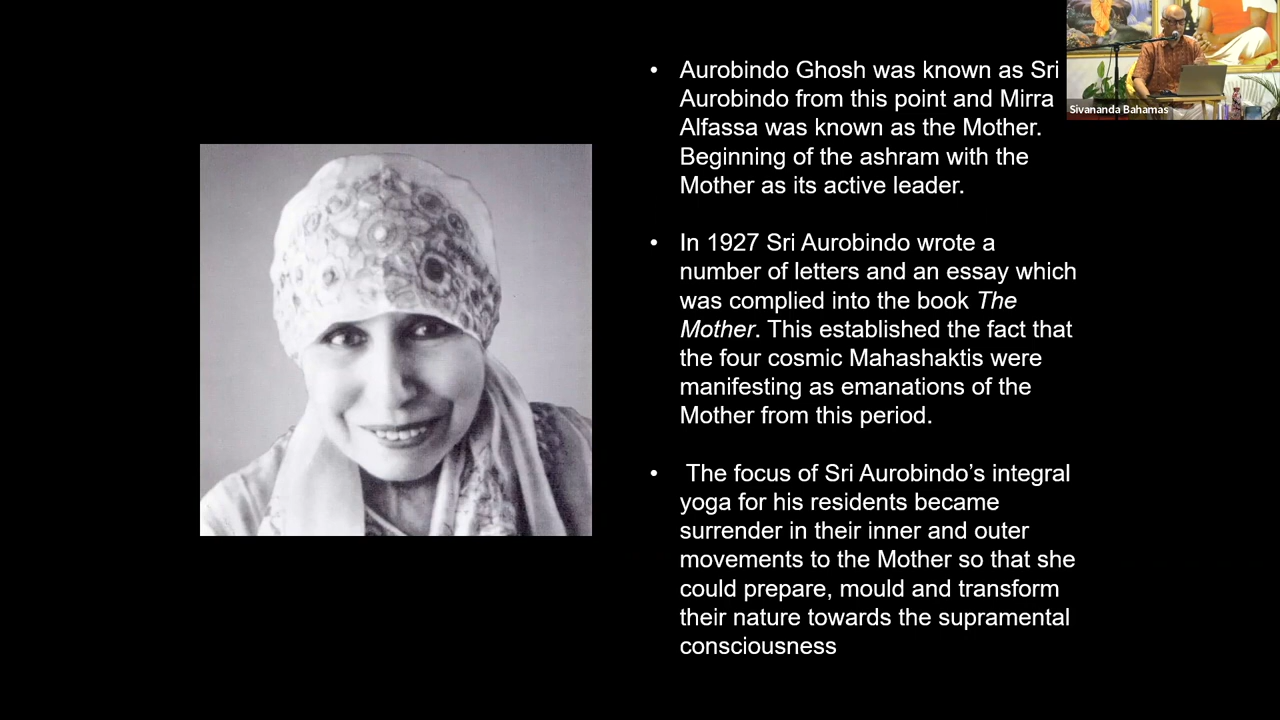 • Aurobindo Ghosh was known as Sri
Aurobindo from this point and Mirra
Alfassa was known as the Mother.
Beginning of the ashram with the
Mother as its active leader.
• In 1927 Sri Aurobindo wrote a
number of letters and an essay which
was complied into the book The
Mother. This established the fact that
the four cosmic Mahashaktis were
manifesting as emanations of the
Mother from this period.
• The focus of Sri Aurobindo’s integral
yoga for his residents became
surrender in their inner and outer
movements to the Mother so that she
could prepare, mould and transform
their nature towards the supramental
consciousness
Sivananda Bahamas